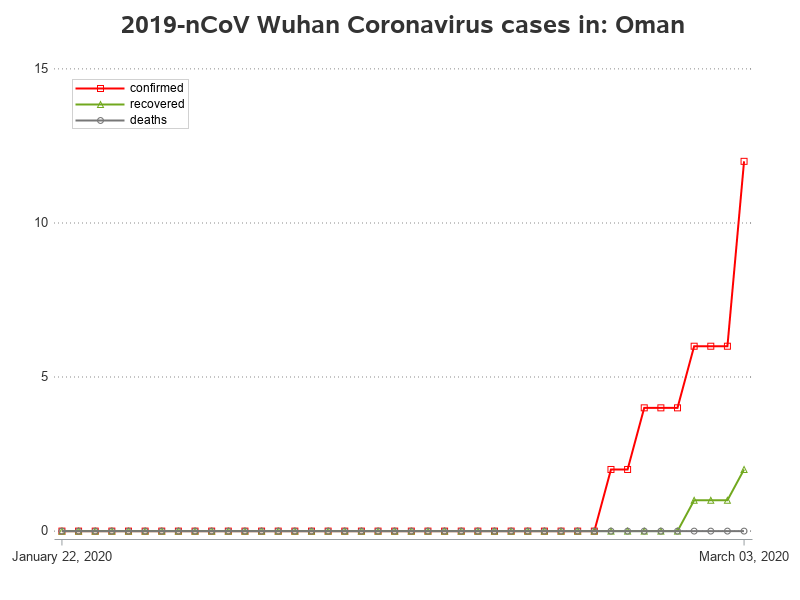 2019-nCoV Wuhan Coronavirus cases in: Oman
15
confirmed
recovered
deaths
10
5
0
January 22, 2020
March 03, 2020